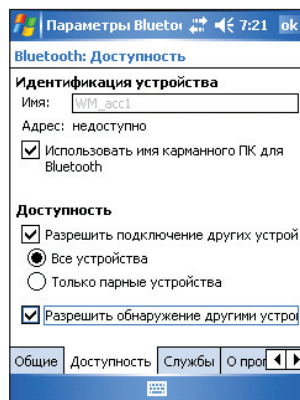 Параметры Bluetoo 7:21 ok
Bluetooth: Доступность
Идентификация устройства
Имя: WM_acc1
Адрес: недоступно
Использовать имя карманного ПК для
Bluetooth
Доступность
Разрешить подключение других устрой
Все устройства
Только парные устройства
Разрешить обнаружение другими устрої
Общие Доступность Службы О прог